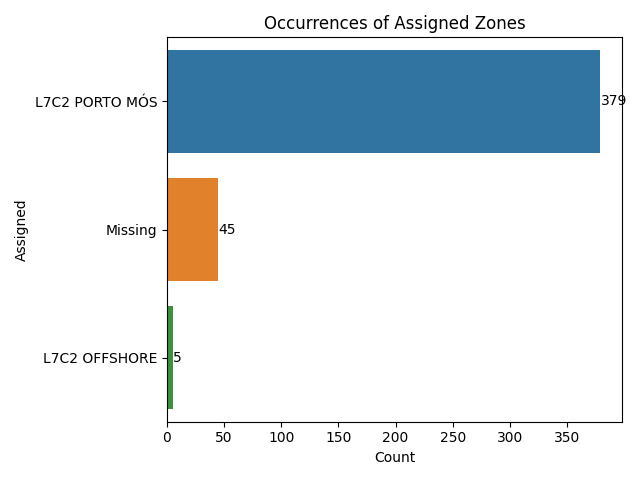 Occurrences of Assigned Zones
L7C2 PORTO MÓS
379
Missing
45
L7C2 OFFSHORE
5
Assigned
0 50 100 150 200 250 300 350
Count